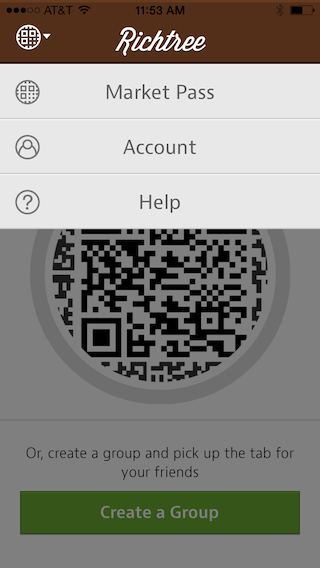 AT&T 11:53 AM
Richtree
Market Pass
Account
? Help
Or, create a group and pick up the tab for
your friends
Create a Group